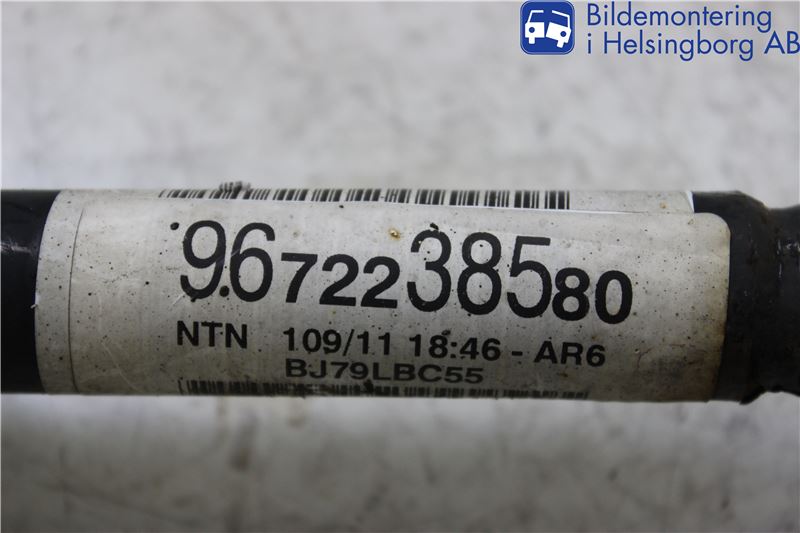 Bildemontering
i Helsingborg AB
9672238580
NTN 109/11 18:46 - AR6
BJ79LBC55